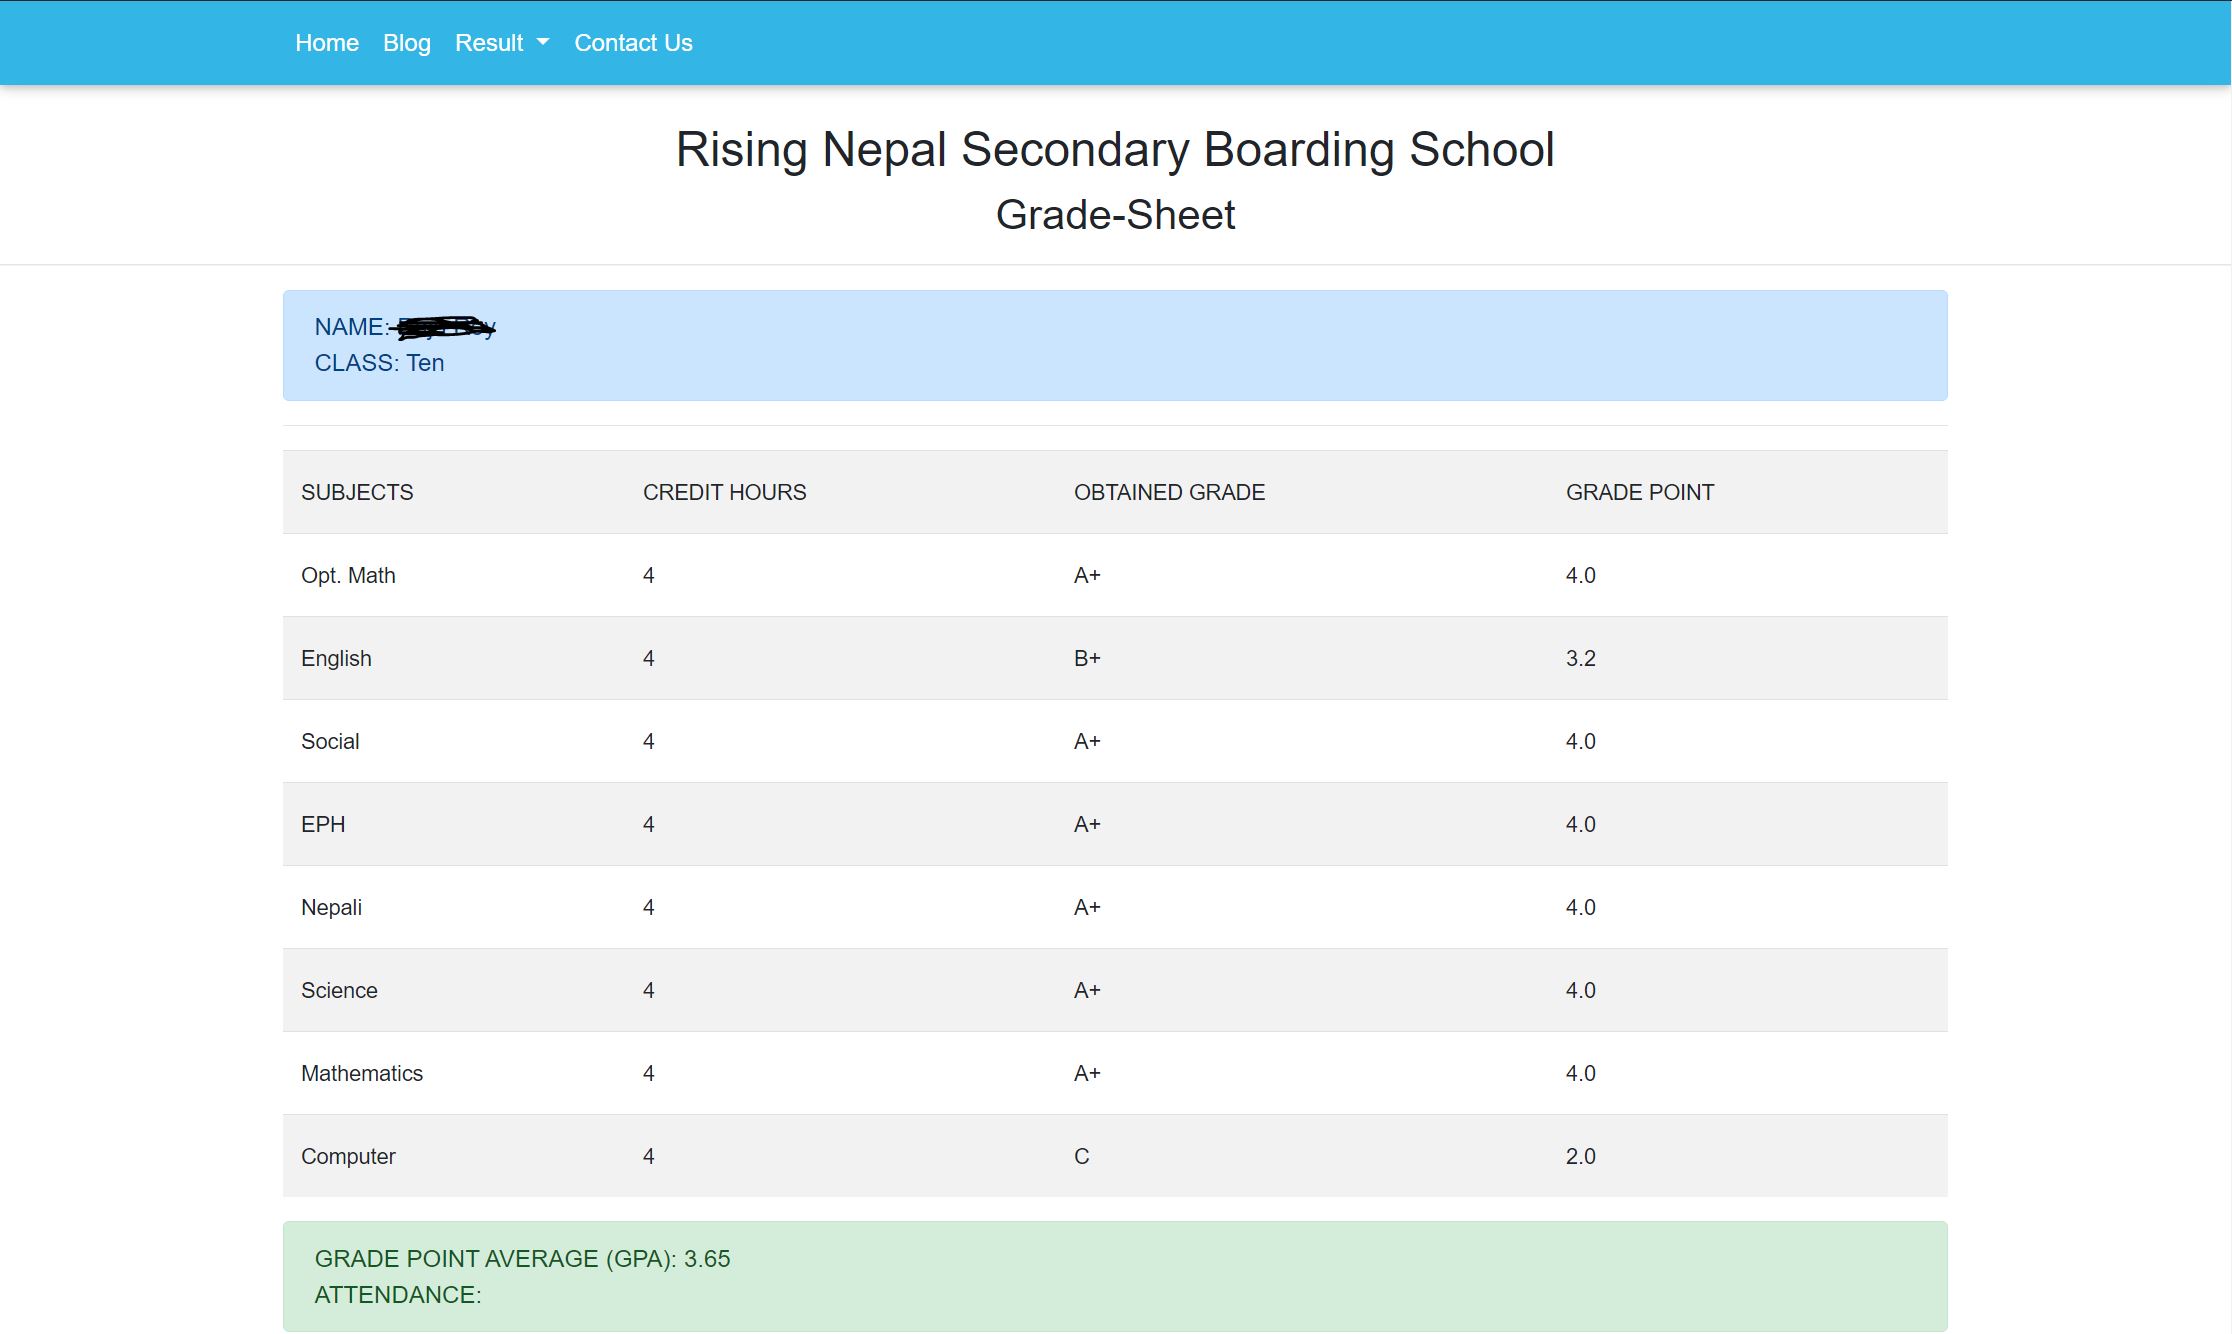 Home Blog Result Contact Us
Rising Nepal Secondary Boarding School
Grade-Sheet
NAME:
CLASS: Ten
SUBJECTS CREDIT HOURS OBTAINED GRADE GRADE POINT
Opt. Math 4 A+ 4.0
English 4 B+ 3.2
Social 4 A+ 4.0
EPH 4 A+ 4.0
Nepali 4 A+ 4.0
Science 4 A+ 4.0
Mathematics 4 A+ 4.0
Computer 4 C 2.0
GRADE POINT AVERAGE (GPA): 3.65
ATTENDANCE: